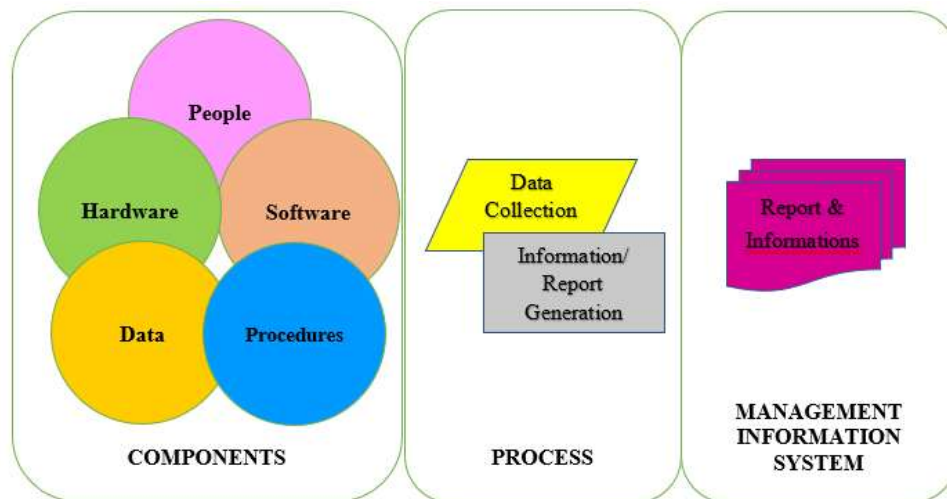 People
Hardware
Software
Data
Procedures
COMPONENTS
Data
Collection
Information/
Report
Generation
PROCESS
Report &
Informations
MANAGEMENT
INFORMATION
SYSTEM